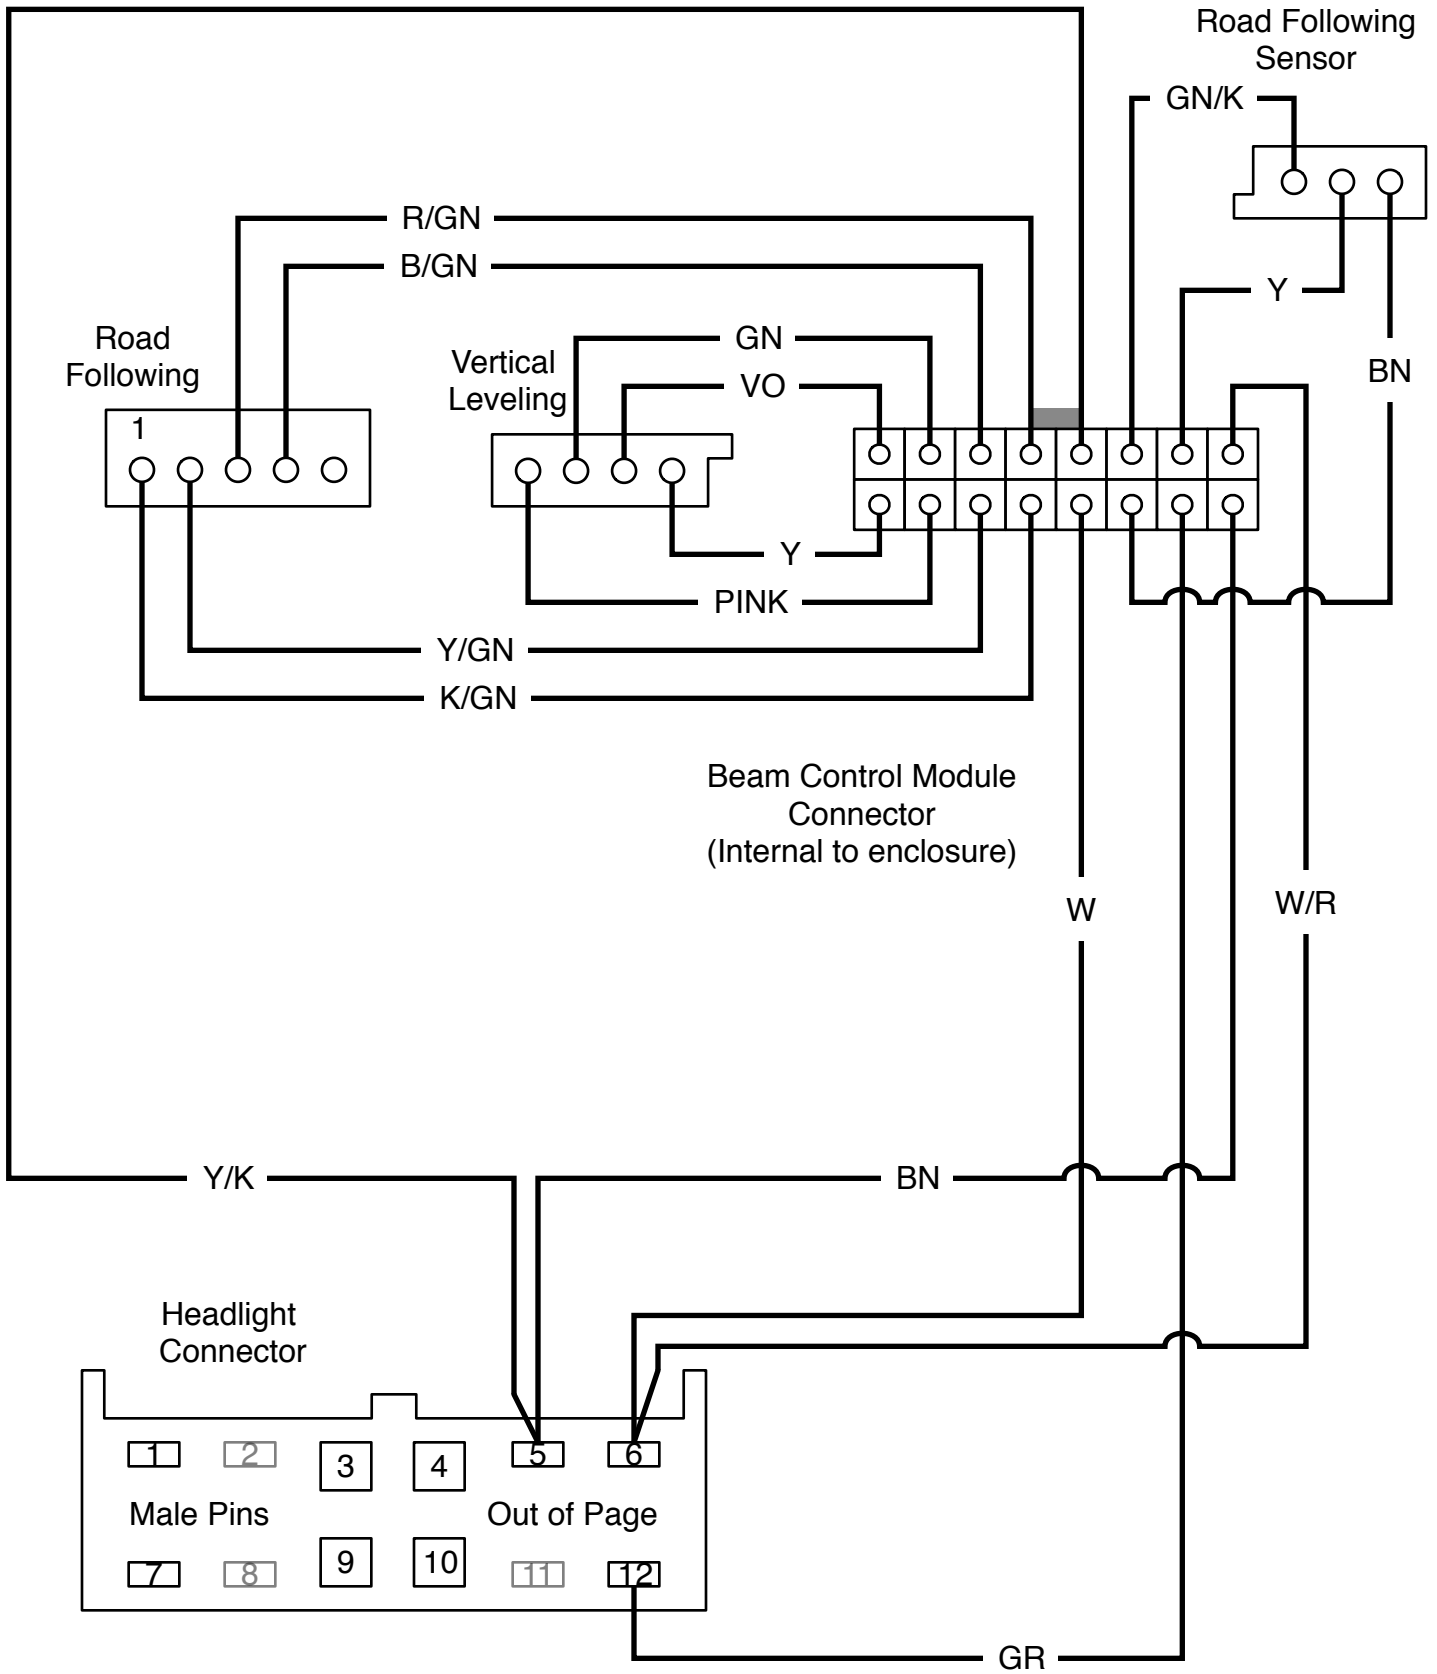 Road Following
Sensor
GN/K
R/GN
B/GN
Y
Road
Following
GN
Vertical
Leveling
VO
BN
1
Y
PINK
Y/GN
K/GN
Beam Control Module
Connector
(Internal to enclosure)
W
W/R
Y/K
BN
Headlight
Connector
1 2 3 4 5 6
Male Pins Out of Page
7 8 9 10 11 12
GR